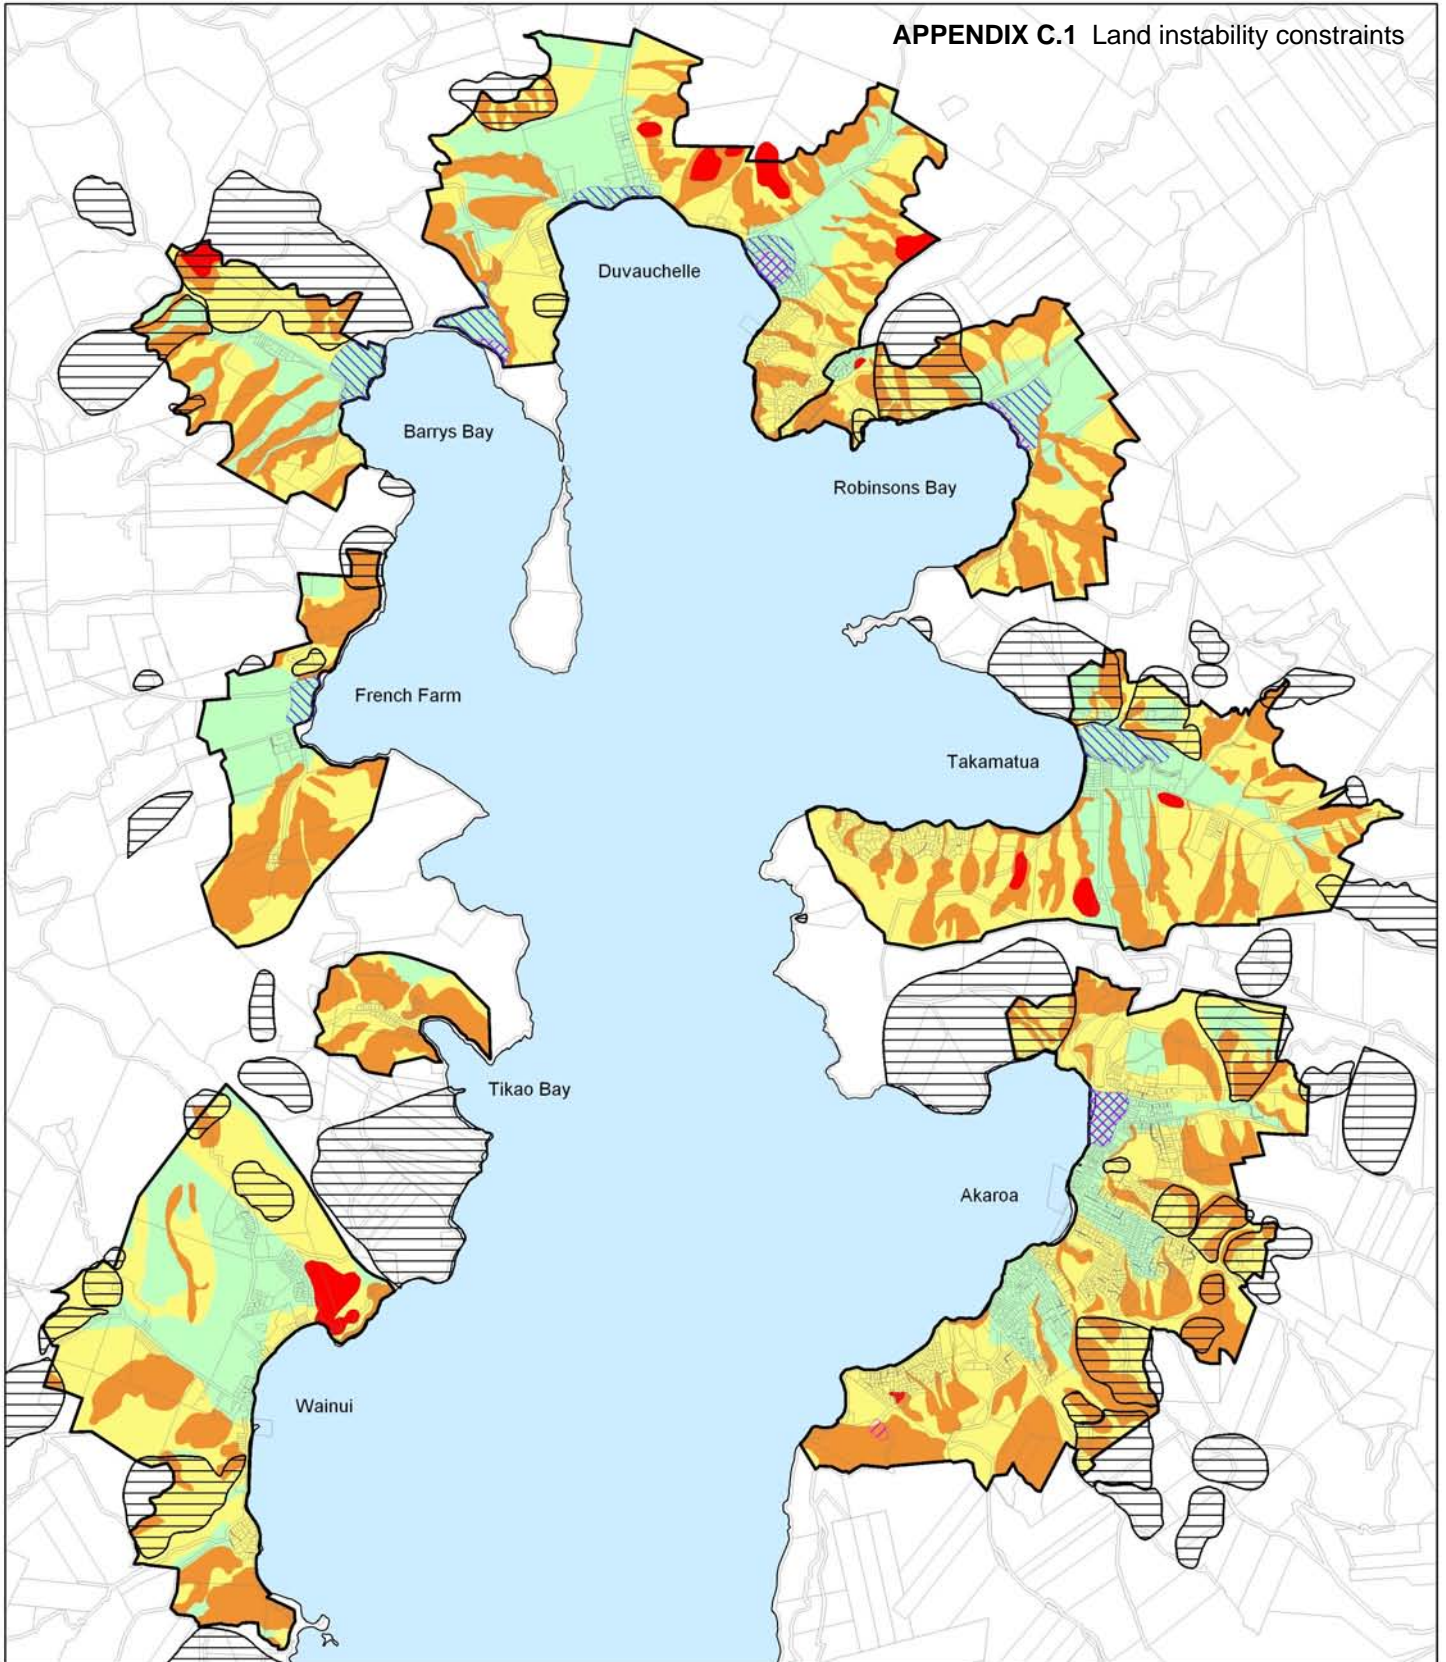 APPENDIX C.1 Land instability constraints
Duvauchelle
Barrys Bay
Robinsons Bay
French Farm
Takamatua
Tikao Bay
Akaroa
Wainui